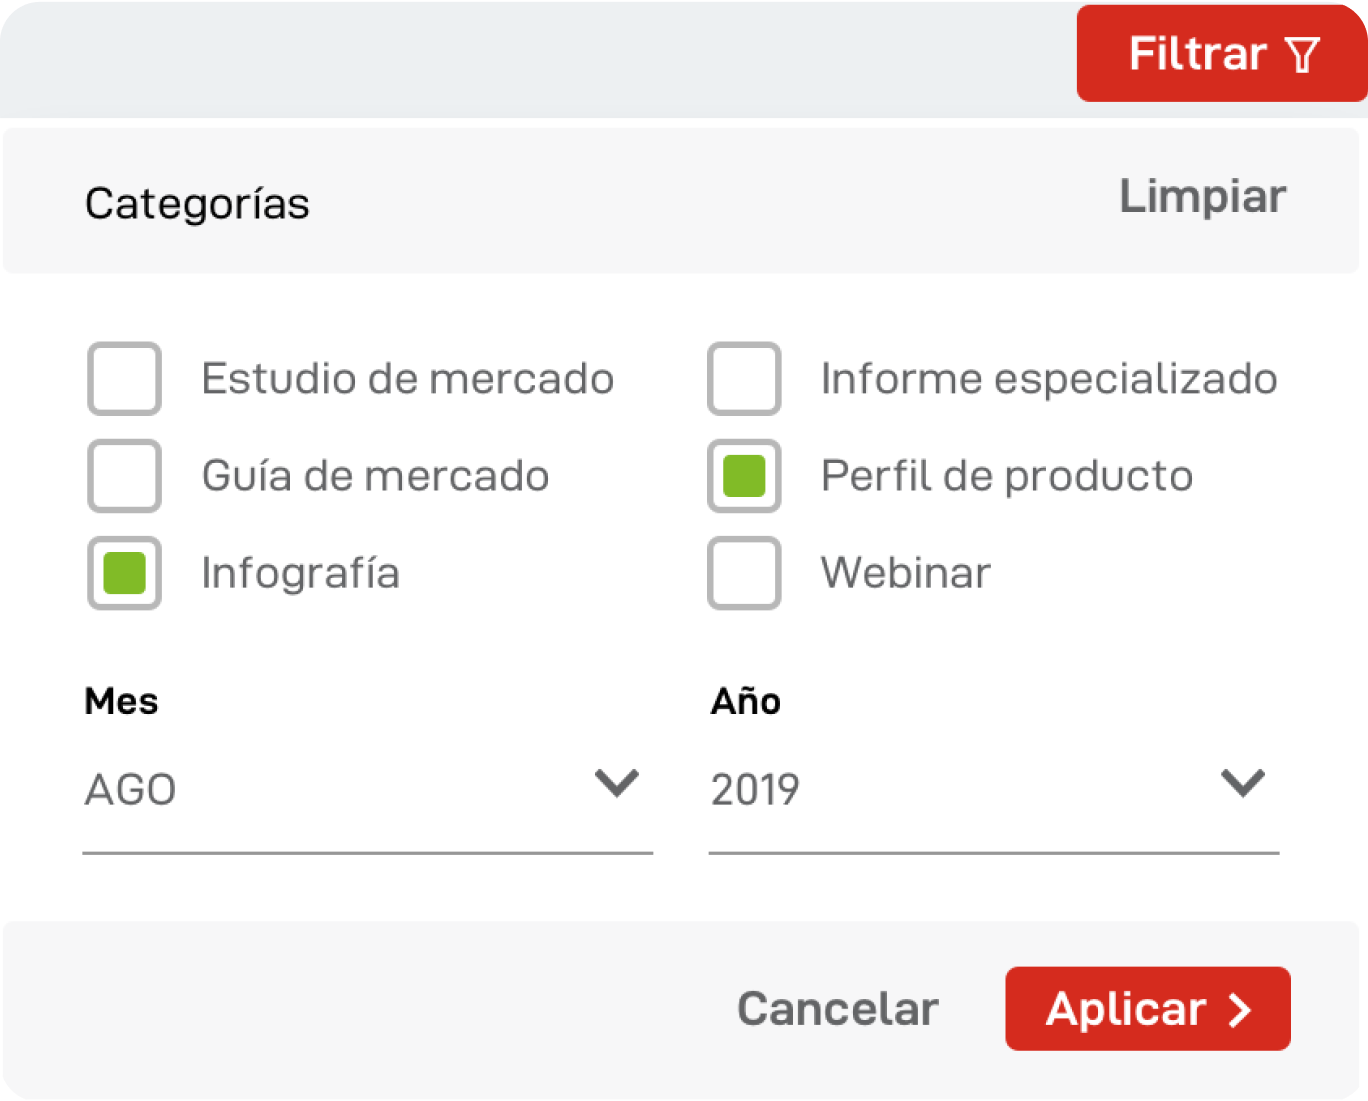 Filtrar
Categorías Limpiar
Estudio de mercado Informe especializado
Guía de mercado Perfil de producto
Infografía Webinar
Mes Año
AGO 2019
Cancelar Aplicar